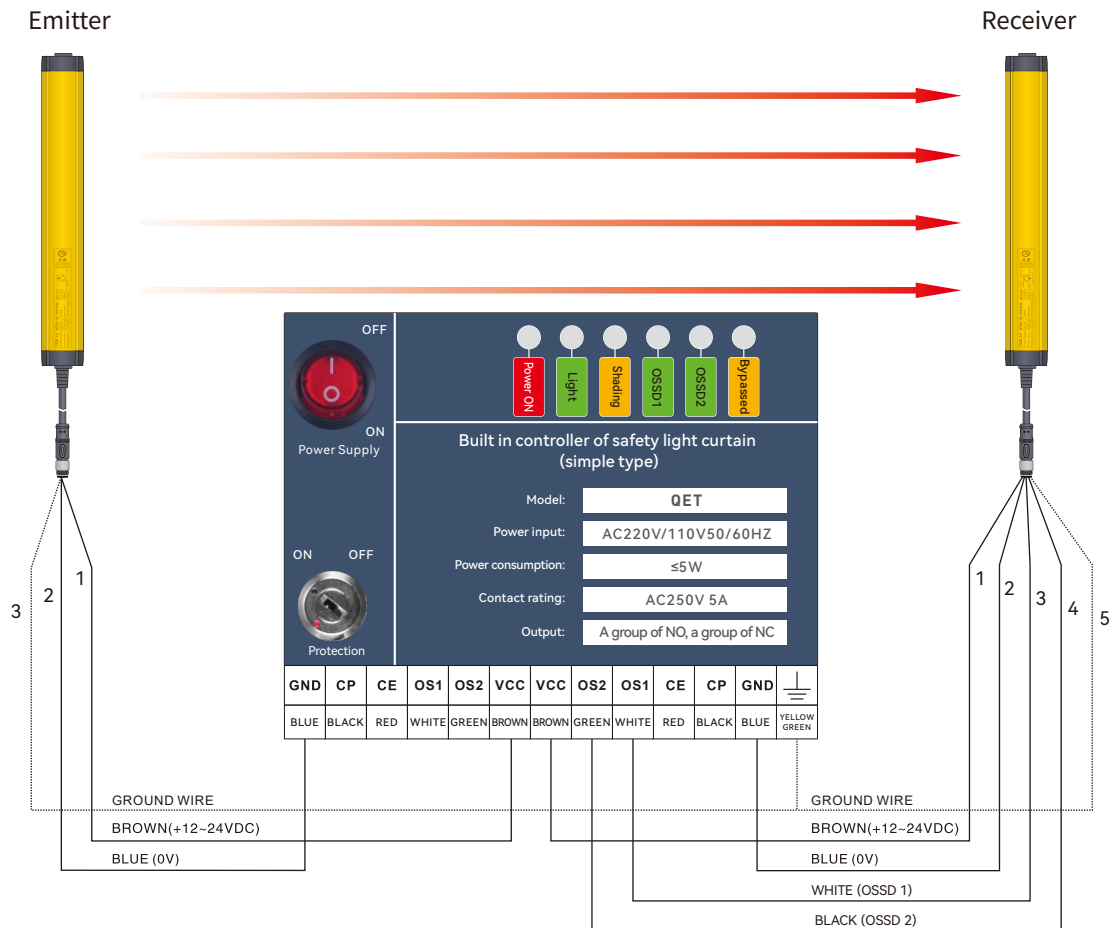 Emitter
Receiver
OFF
ON
Power Supply
Power ON
Light
Shading
OSSD1
OSSD2
Bypassed
Built in controller of safety light curtain
(simple type)
Model: QET
Power input: AC220V/110V50/60HZ
Power consumption: ≤5W
Contact rating: AC250V 5A
Output: A group of NO, a group of NC
ON OFF
Protection
GND CP CE OS1 OS2 VCC VCC OS2 OS1 CE CP GND
BLUE BLACK RED WHITE GREEN BROWN BROWN GREEN WHITE RED BLACK BLUE YELLOW
GREEN
3 2 1
1 2 3 4 5
GROUND WIRE
BROWN(+12~24VDC)
BLUE (0V)
GROUND WIRE
BROWN(+12~24VDC)
BLUE (0V)
WHITE (OSSD 1)
BLACK (OSSD 2)